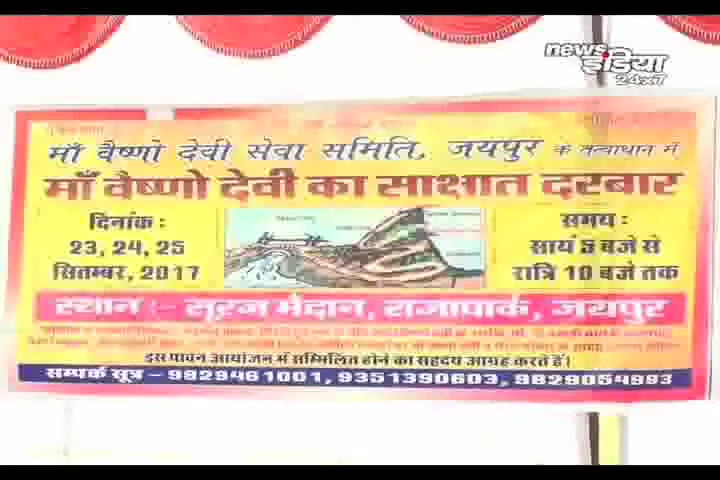 news
इंडिया
24x7
माँ वैष्णो देवी सेवा समिति, जयपुर के तत्वाधान में
माँ वैष्णो देवी का साक्षात दरबार
दिनांक :
23, 24, 25
सितम्बर, 2017
समय :
सायं 5 बजे से
रात्रि 10 बजे तक
स्थान :- सूरज मैदान, राजापार्क, जयपुर
इस पावन आयोजन में सम्मिलित होने का सहृदय आग्रह करते हैं।
सम्पर्क सूत्र - 9829461001, 9351390603, 9829054993